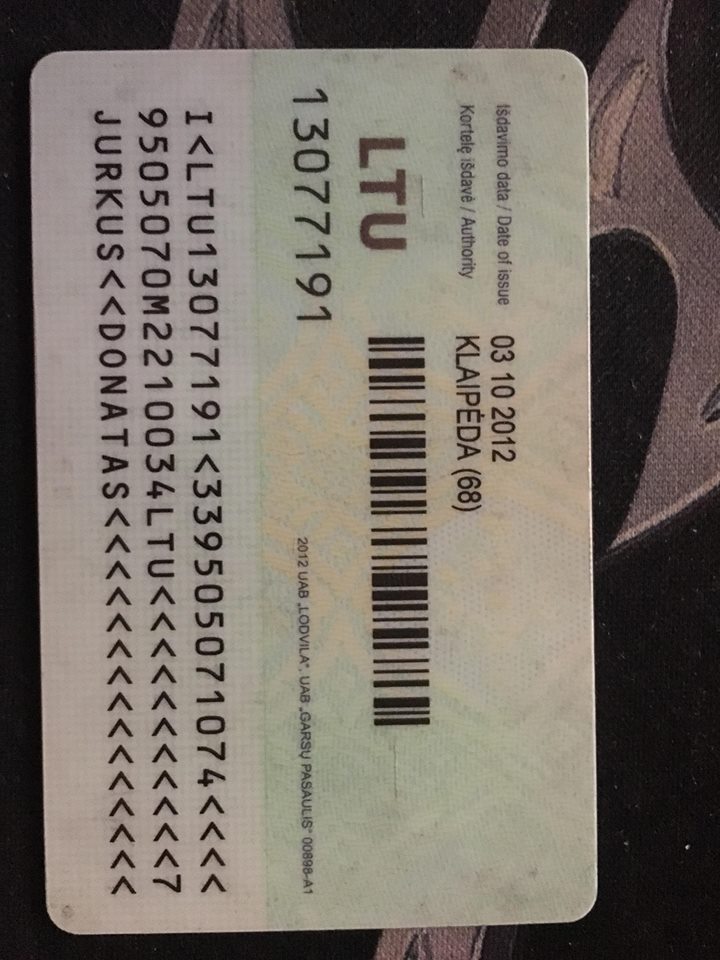 Išdavimo data / Date of issue 03 10 2012
Kortelę išdavė / Authority KLAIPĖDA (68)
LTU
13077191
2012 UAB „LODVILA“, UAB „GARSŲ PASAULIS“ 00898-A1
I<LTU13077191<339505071074<<<<
9505070M2210034LTU<<<<<<<<<<<7
JURKUS<<DONATAS<<<<<<<<<<<<<<<